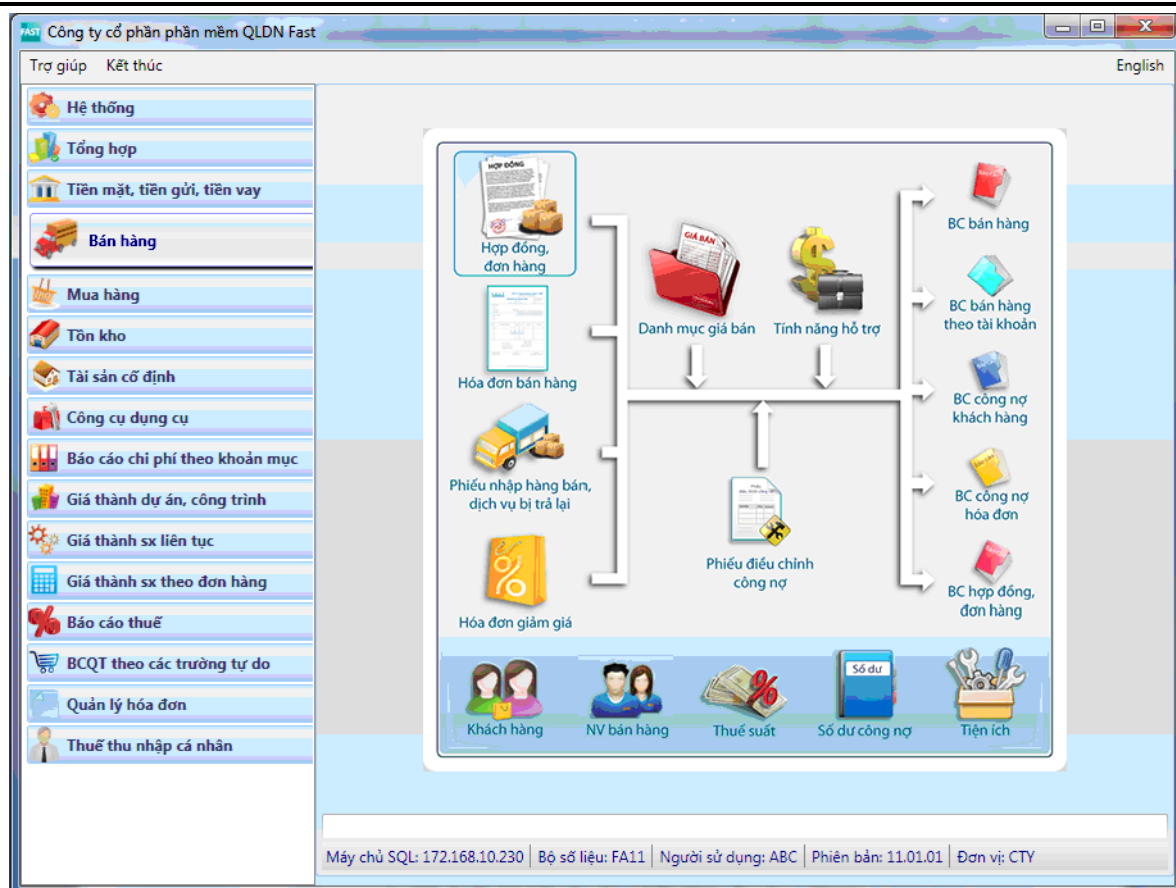 FAST Công ty cổ phần phần mềm QLDN Fast
Trợ giúp Kết thúc English
Hệ thống
Tổng hợp
Tiền mặt, tiền gửi, tiền vay
Bán hàng
Mua hàng
Tồn kho
Tài sản cố định
Công cụ dụng cụ
Báo cáo chi phí theo khoản mục
Giá thành dự án, công trình
Giá thành sx liên tục
Giá thành sx theo đơn hàng
Báo cáo thuế
BCQT theo các trường tự do
Quản lý hóa đơn
Thuế thu nhập cá nhân
HỢP ĐỒNG
Hợp đồng,
đơn hàng
Hóa đơn bán hàng
Phiếu nhập hàng bán,
dịch vụ bị trả lại
Hóa đơn giảm giá
GIÁ BÁN
Danh mục giá bán
Tính năng hỗ trợ
Phiếu điều chỉnh
công nợ
BC bán hàng
BC bán hàng
theo tài khoản
BC công nợ
khách hàng
BC công nợ
hóa đơn
BC hợp đồng,
đơn hàng
Khách hàng
NV bán hàng
Thuế suất
Số dư
Số dư công nợ
Tiện ích
Máy chủ SQL: 172.168.10.230 Bộ số liệu: FA11 Người sử dụng: ABC Phiên bản: 11.01.01 Đơn vị: CTY